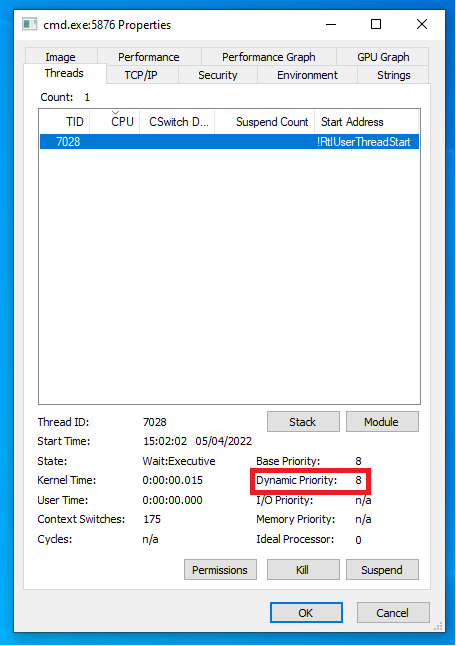 cmd.exe:5876 Properties
Image Performance Performance Graph GPU Graph
Threads TCP/IP Security Environment Strings
Count: 1
TID CPU CSwitch D... Suspend Count Start Address
7028 !RtlUserThreadStart
Thread ID: 7028 Stack Module
Start Time: 15:02:02 05/04/2022
State: Wait:Executive Base Priority: 8
Kernel Time: 0:00:00.015 Dynamic Priority: 8
User Time: 0:00:00.000 I/O Priority: n/a
Context Switches: 175 Memory Priority: n/a
Cycles: n/a Ideal Processor: 0
Permissions Kill Suspend
OK Cancel